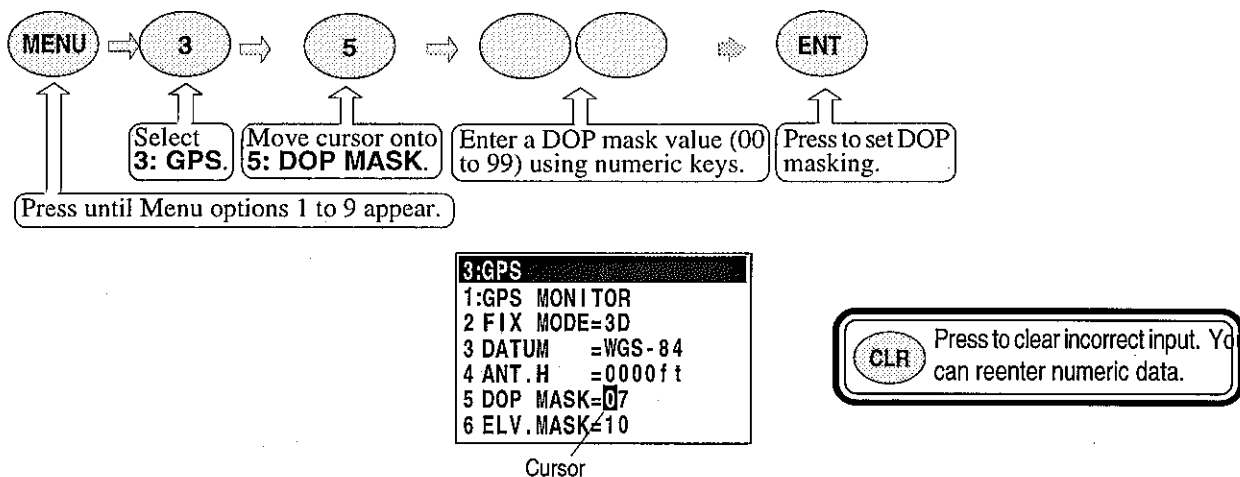 MENU 3 5 ENT
Select
3: GPS.
Move cursor onto
5: DOP MASK.
Enter a DOP mask value (00
to 99) using numeric keys.
Press to set DOP
masking.
Press until Menu options 1 to 9 appear.
3:GPS
1:GPS MONITOR
2 FIX MODE=3D
3 DATUM =WGS-84
4 ANT.H =0000ft
5 DOP MASK=07
6 ELV.MASK=10
Cursor
CLR
Press to clear incorrect input. You
can reenter numeric data.